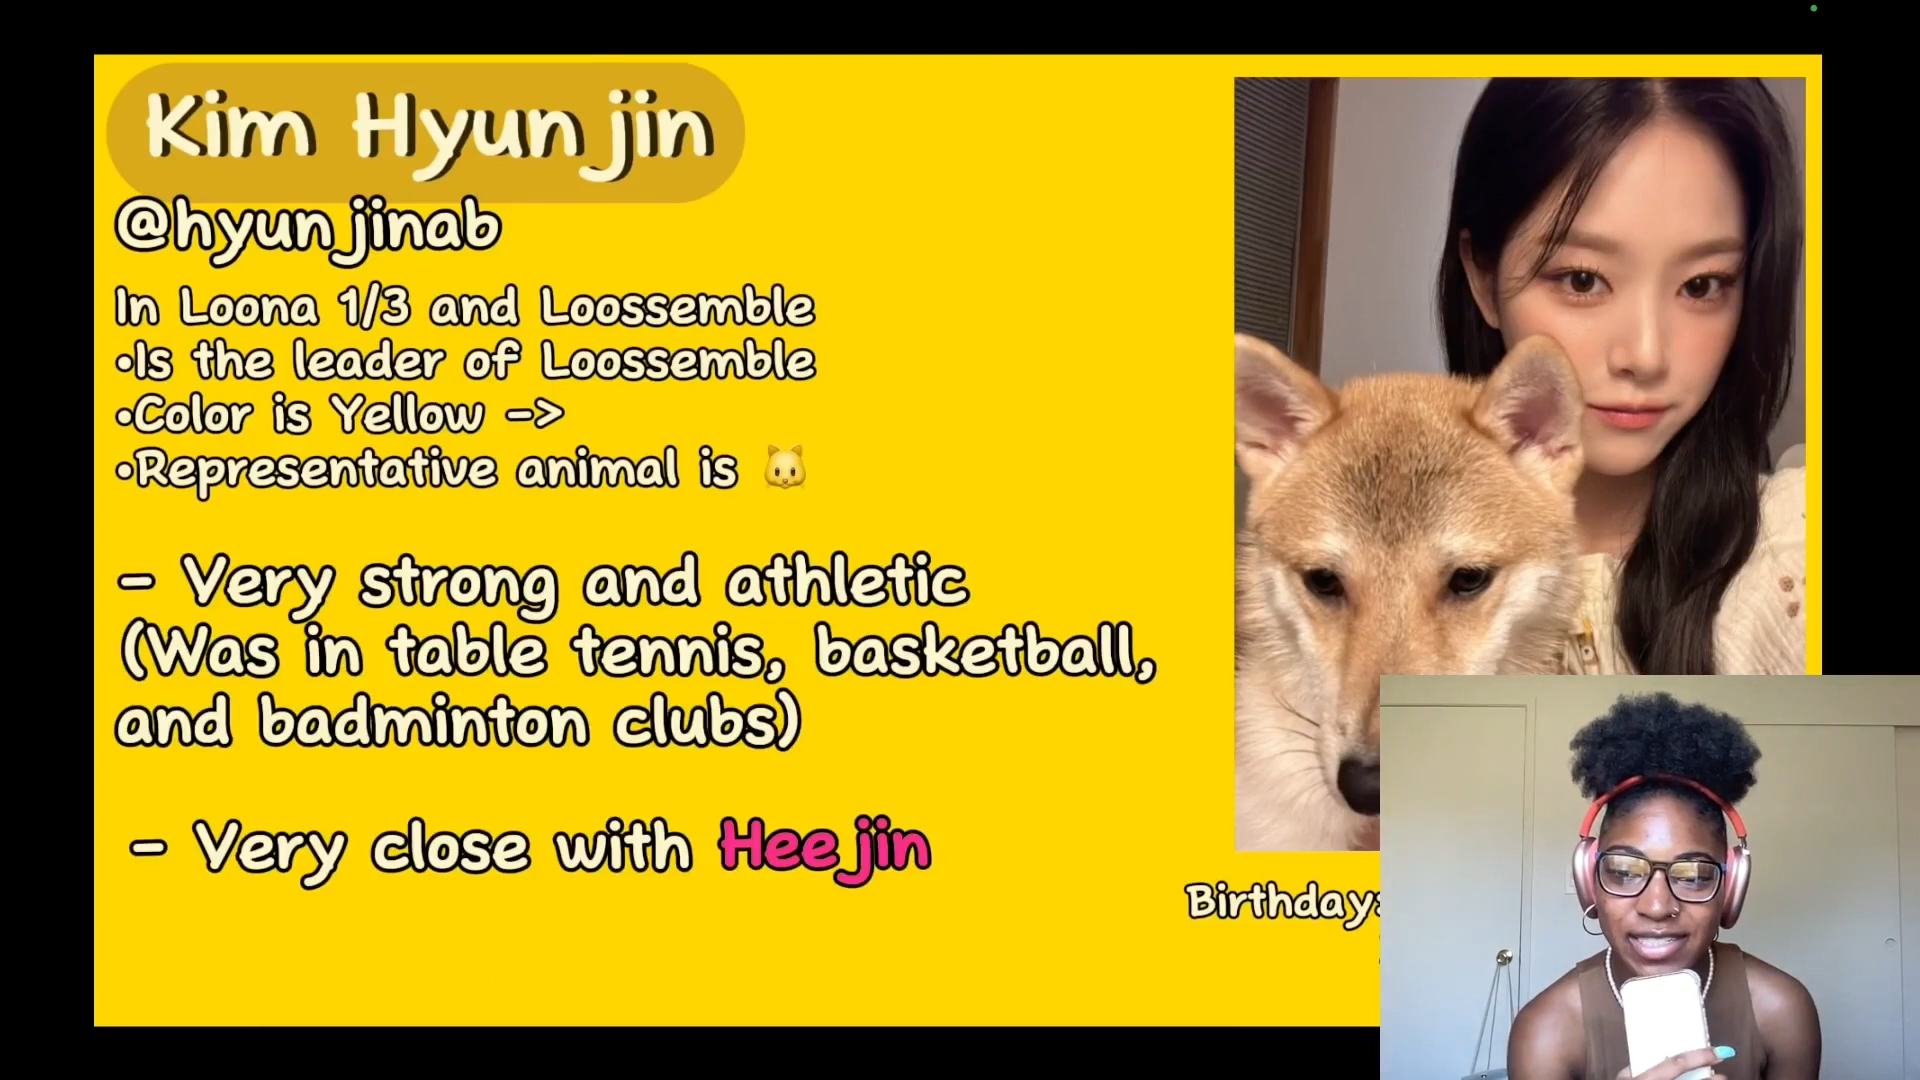 Kim Hyunjin
@hyunjinab
In Loona 1/3 and Loossemble
•Is the leader of Loossemble
•Color is Yellow ->
•Representative animal is 🐱
- Very strong and athletic
(Was in table tennis, basketball,
and badminton clubs)
- Very close with Heejin
Birthday: